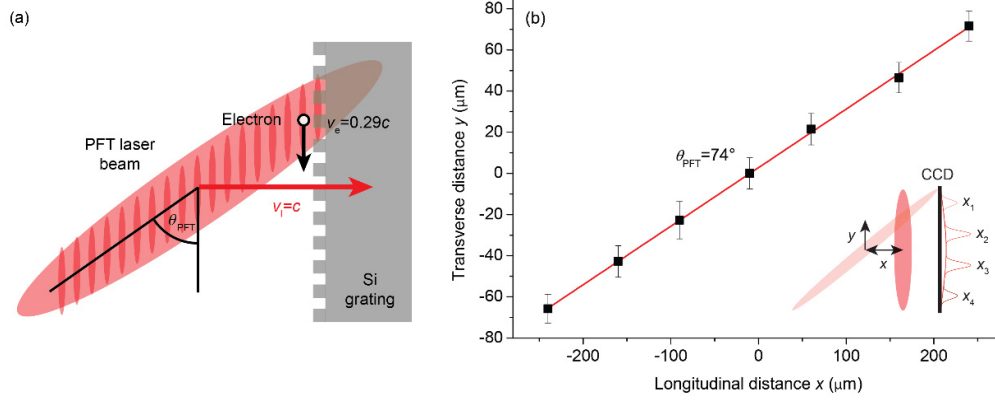 (a)
PFT laser
beam
Electron
vₑ=0.29c
vₗ=c
θPFT
Si
grating
(b)
Transverse distance y (μm)
80
60
40
20
0
-20
-40
-60
-80
θPFT=74°
CCD
y
x
x₁
x₂
x₃
x₄
-200
-100
0
100
200
Longitudinal distance x (μm)